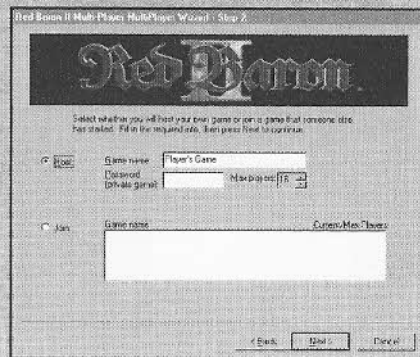 Red Baron II Multi-Player MultiPlayer Wizard - Step 2
Red Baron II
Select whether you will host your own game or join a game that someone else
has started. Fill in the required info, then press Next to continue.
Host
Game name: Player's Game
Password
(private game):
Max players: 16
Join
Game name
Current/Max Players
< Back
Next >
Cancel